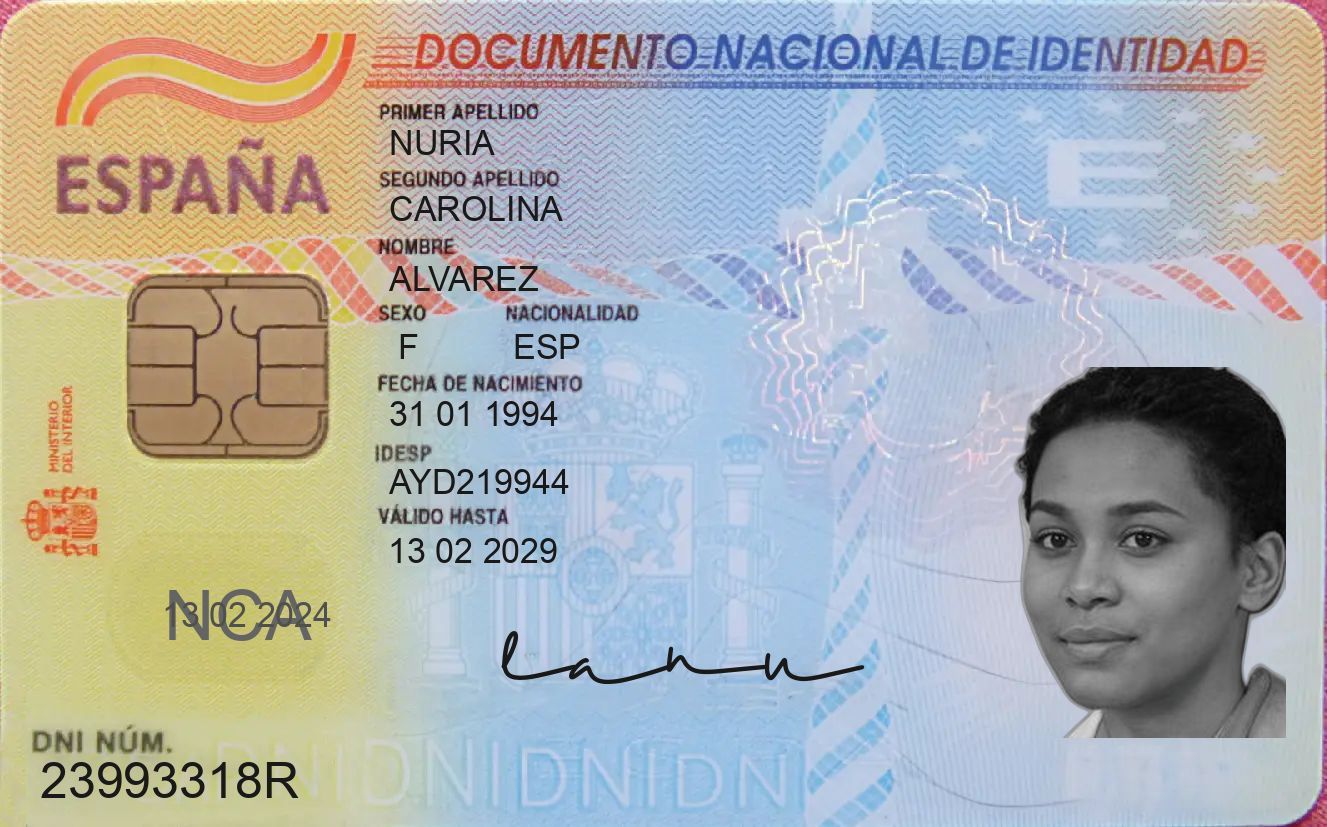 DOCUMENTO NACIONAL DE IDENTIDAD
ESPAÑA
E
PRIMER APELLIDO
NURIA
SEGUNDO APELLIDO
CAROLINA
NOMBRE
ALVAREZ
SEXO NACIONALIDAD
F ESP
FECHA DE NACIMIENTO
31 01 1994
IDESP
AYD219944
VÁLIDO HASTA
13 02 2029
MINISTERIO
DEL INTERIOR
NCA
13 02 2024
DNI NÚM.
23993318R
DNIDNIDNIDNI